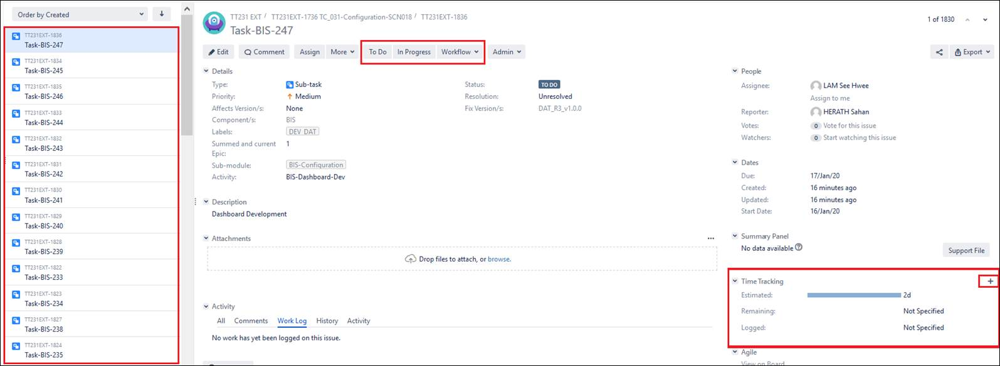 Order by Created
TT231EXT-1836
Task-BIS-247
TT231EXT-1834
Task-BIS-245
TT231EXT-1835
Task-BIS-246
TT231EXT-1833
Task-BIS-244
TT231EXT-1832
Task-BIS-243
TT231EXT-1831
Task-BIS-242
TT231EXT-1830
Task-BIS-241
TT231EXT-1829
Task-BIS-240
TT231EXT-1828
Task-BIS-239
TT231EXT-1822
Task-BIS-233
TT231EXT-1823
Task-BIS-234
TT231EXT-1827
Task-BIS-238
TT231EXT-1824
Task-BIS-235
TT231 EXT / TT231EXT-1736 TC_031-Configuration-SCN018 / TT231EXT-1836
Task-BIS-247
1 of 1830
Edit Comment Assign More To Do In Progress Workflow Admin Export
Details
Type: Sub-task
Status: TO DO
Priority: Medium
Resolution: Unresolved
Affects Version/s: None
Fix Version/s: DAT_R3_v1.0.0
Component/s: BIS
Labels: DEV_DAT
Summed and current 1
Epic:
Sub-module: BIS-Configuration
Activity: BIS-Dashboard-Dev
Description
Dashboard Development
Attachments
Drop files to attach, or browse.
Activity
All Comments Work Log History Activity
No work has yet been logged on this issue.
People
Assignee: LAM See Hwee
Assign to me
Reporter: HERATH Sahan
Votes: 0 Vote for this issue
Watchers: 0 Start watching this issue
Dates
Due: 17/Jan/20
Created: 16 minutes ago
Updated: 16 minutes ago
Start Date: 16/Jan/20
Summary Panel
No data available
Support File
Time Tracking
Estimated: 2d
Remaining: Not Specified
Logged: Not Specified
Agile
View on Board